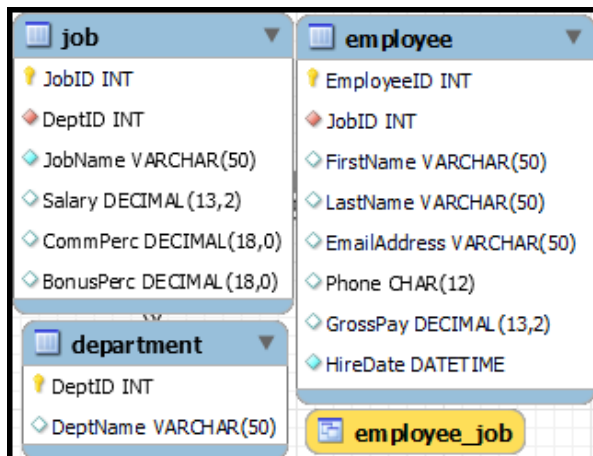 job
JobID INT
DeptID INT
JobName VARCHAR(50)
Salary DECIMAL(13,2)
CommPerc DECIMAL(18,0)
BonusPerc DECIMAL(18,0)
department
DeptID INT
DeptName VARCHAR(50)
employee
EmployeeID INT
JobID INT
FirstName VARCHAR(50)
LastName VARCHAR(50)
EmailAddress VARCHAR(50)
Phone CHAR(12)
GrossPay DECIMAL(13,2)
HireDate DATETIME
employee_job